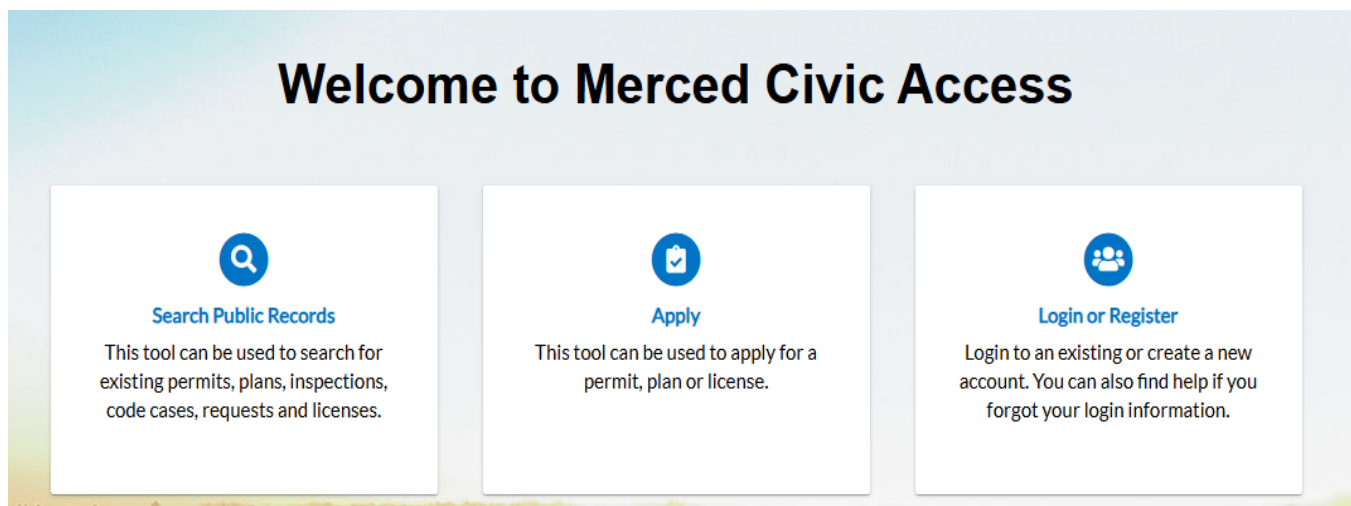 Welcome to Merced Civic Access
Search Public Records
This tool can be used to search for
existing permits, plans, inspections,
code cases, requests and licenses.
Apply
This tool can be used to apply for a
permit, plan or license.
Login or Register
Login to an existing or create a new
account. You can also find help if you
forgot your login information.